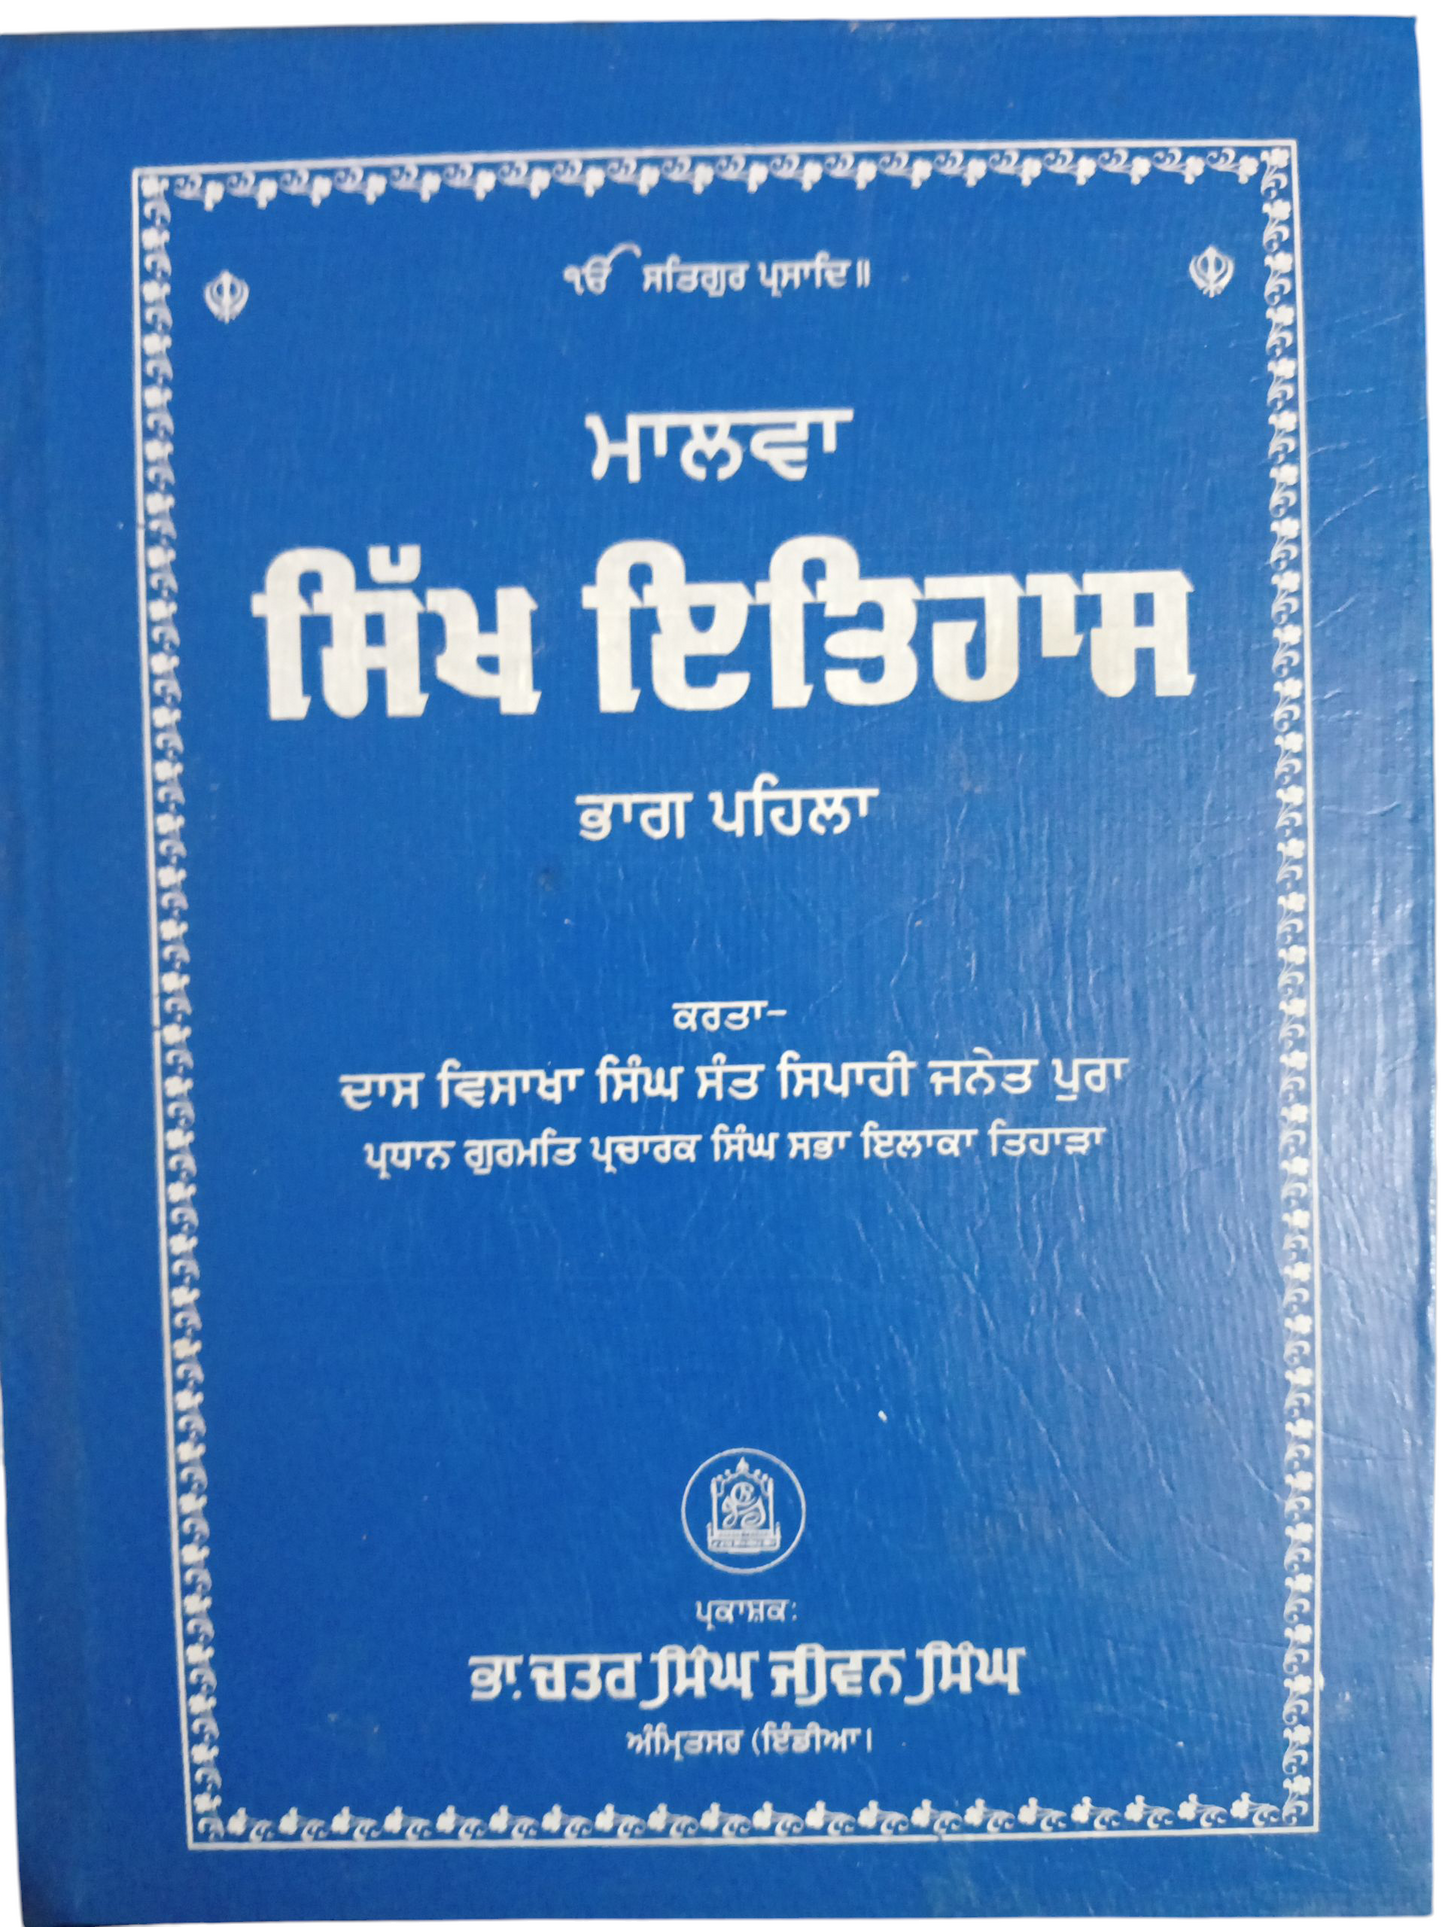 ੴ ਸਤਿਗੁਰ ਪ੍ਰਸਾਦਿ॥
ਮਾਲਵਾ
ਸਿੱਖ ਇਤਿਹਾਸ
ਭਾਗ ਪਹਿਲਾ
ਕਰਤਾ–
ਦਾਸ ਵਿਸਾਖਾ ਸਿੰਘ ਸੰਤ ਸਿਪਾਹੀ ਜਨੇਤ ਪੁਰਾ
ਪ੍ਰਧਾਨ ਗੁਰਮਤਿ ਪ੍ਰਚਾਰਕ ਸਿੰਘ ਸਭਾ ਇਲਾਕਾ ਤਿਹਾੜਾ
ਪ੍ਰਕਾਸ਼ਕ:
ਭਾ. ਚਤਰ ਸਿੰਘ ਜੀਵਨ ਸਿੰਘ
ਅੰਮ੍ਰਿਤਸਰ (ਇੰਡੀਆ)